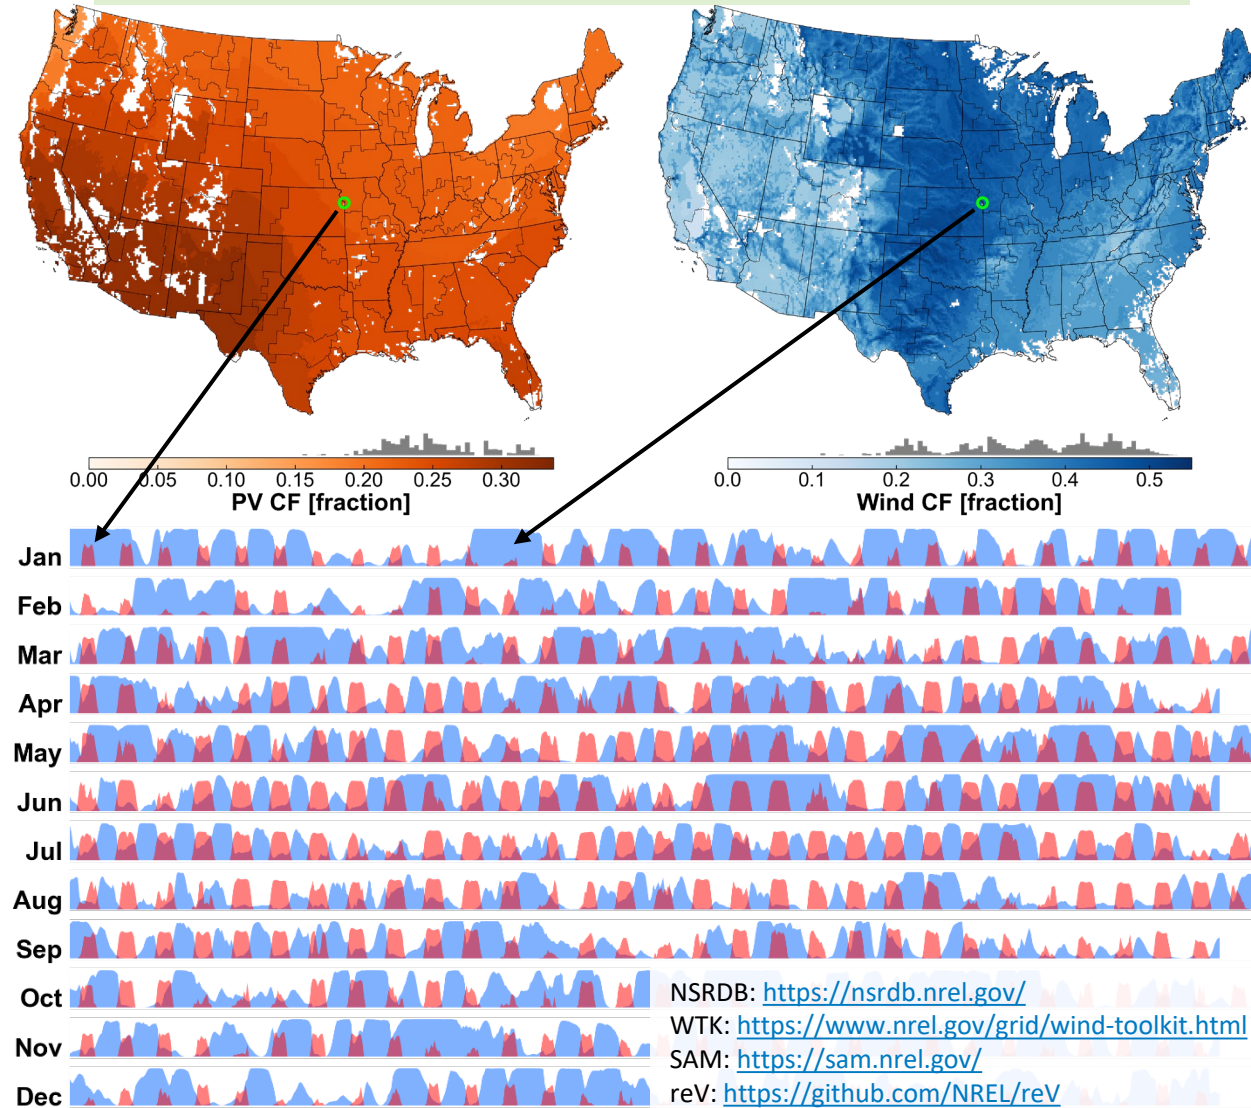 0.00 0.05 0.10 0.15 0.20 0.25 0.30
PV CF [fraction]
0.0 0.1 0.2 0.3 0.4 0.5
Wind CF [fraction]
Jan
Feb
Mar
Apr
May
Jun
Jul
Aug
Sep
Oct
Nov
Dec
NSRDB: https://nsrdb.nrel.gov/
WTK: https://www.nrel.gov/grid/wind-toolkit.html
SAM: https://sam.nrel.gov/
reV: https://github.com/NREL/reV